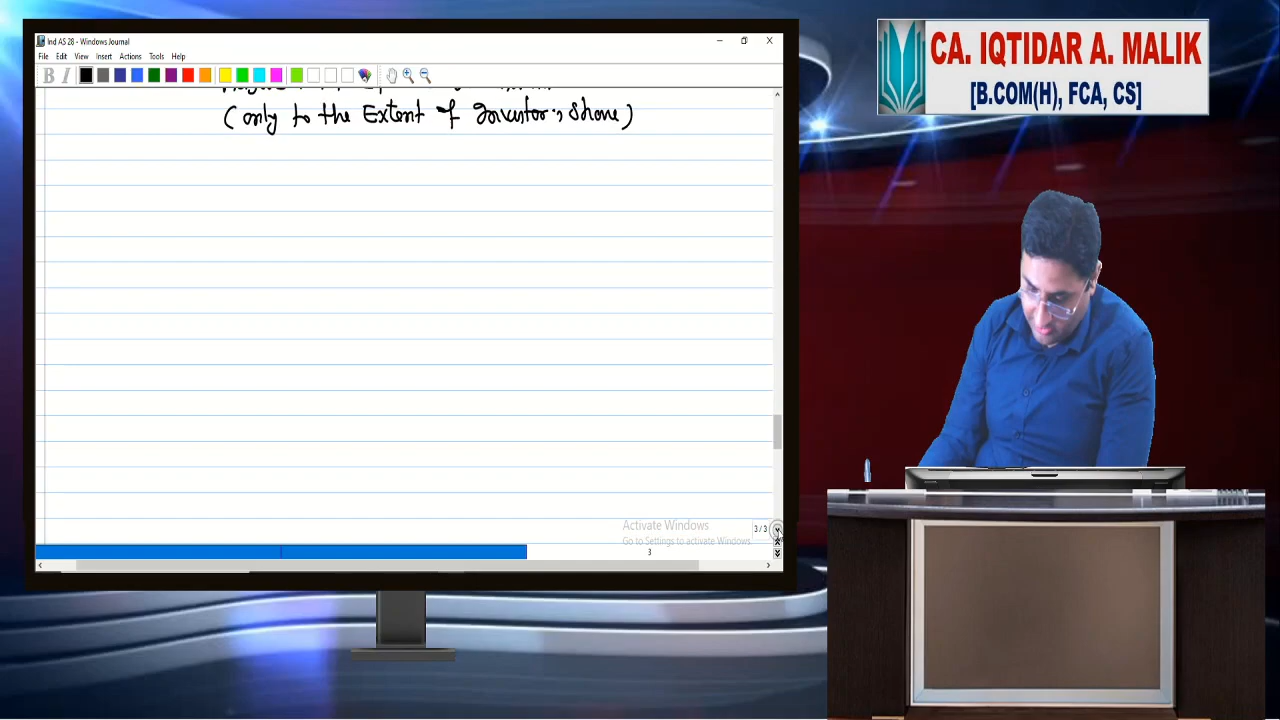 Ind AS 28 - Windows Journal
File Edit View Insert Actions Tools Help
B I
(only to the Extent of Investor's Share)
Activate Windows
Go to Settings to activate Windows.
3 / 3
3
CA. IQTIDAR A. MALIK
[B.COM(H), FCA, CS]